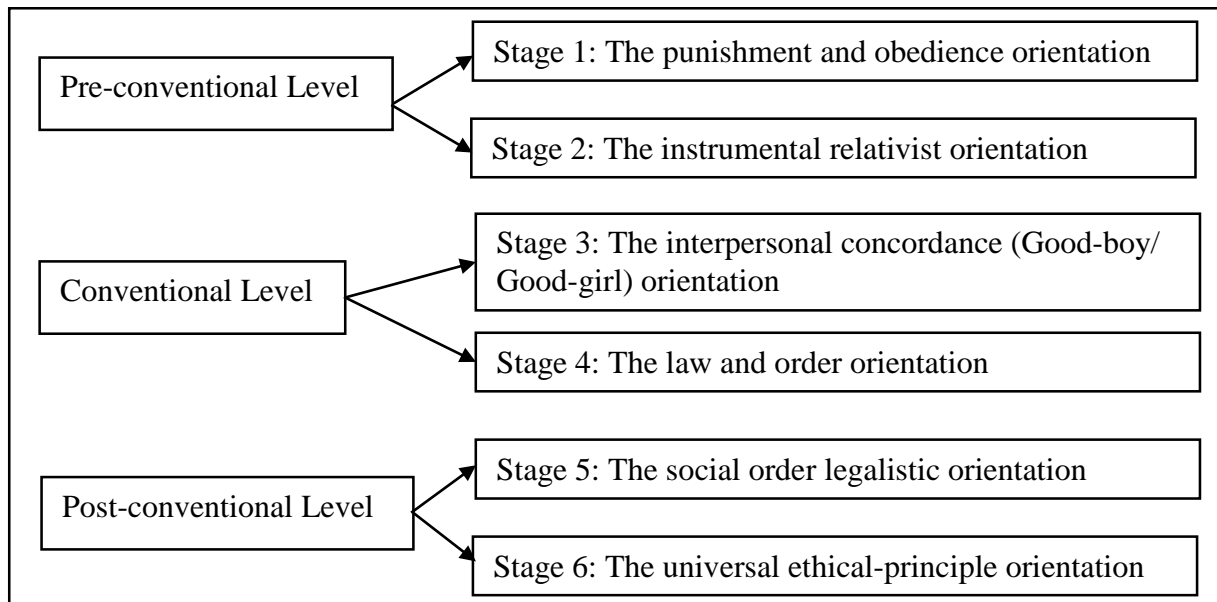 Pre-conventional Level
Stage 1: The punishment and obedience orientation
Stage 2: The instrumental relativist orientation
Conventional Level
Stage 3: The interpersonal concordance (Good-boy/
Good-girl) orientation
Stage 4: The law and order orientation
Post-conventional Level
Stage 5: The social order legalistic orientation
Stage 6: The universal ethical-principle orientation